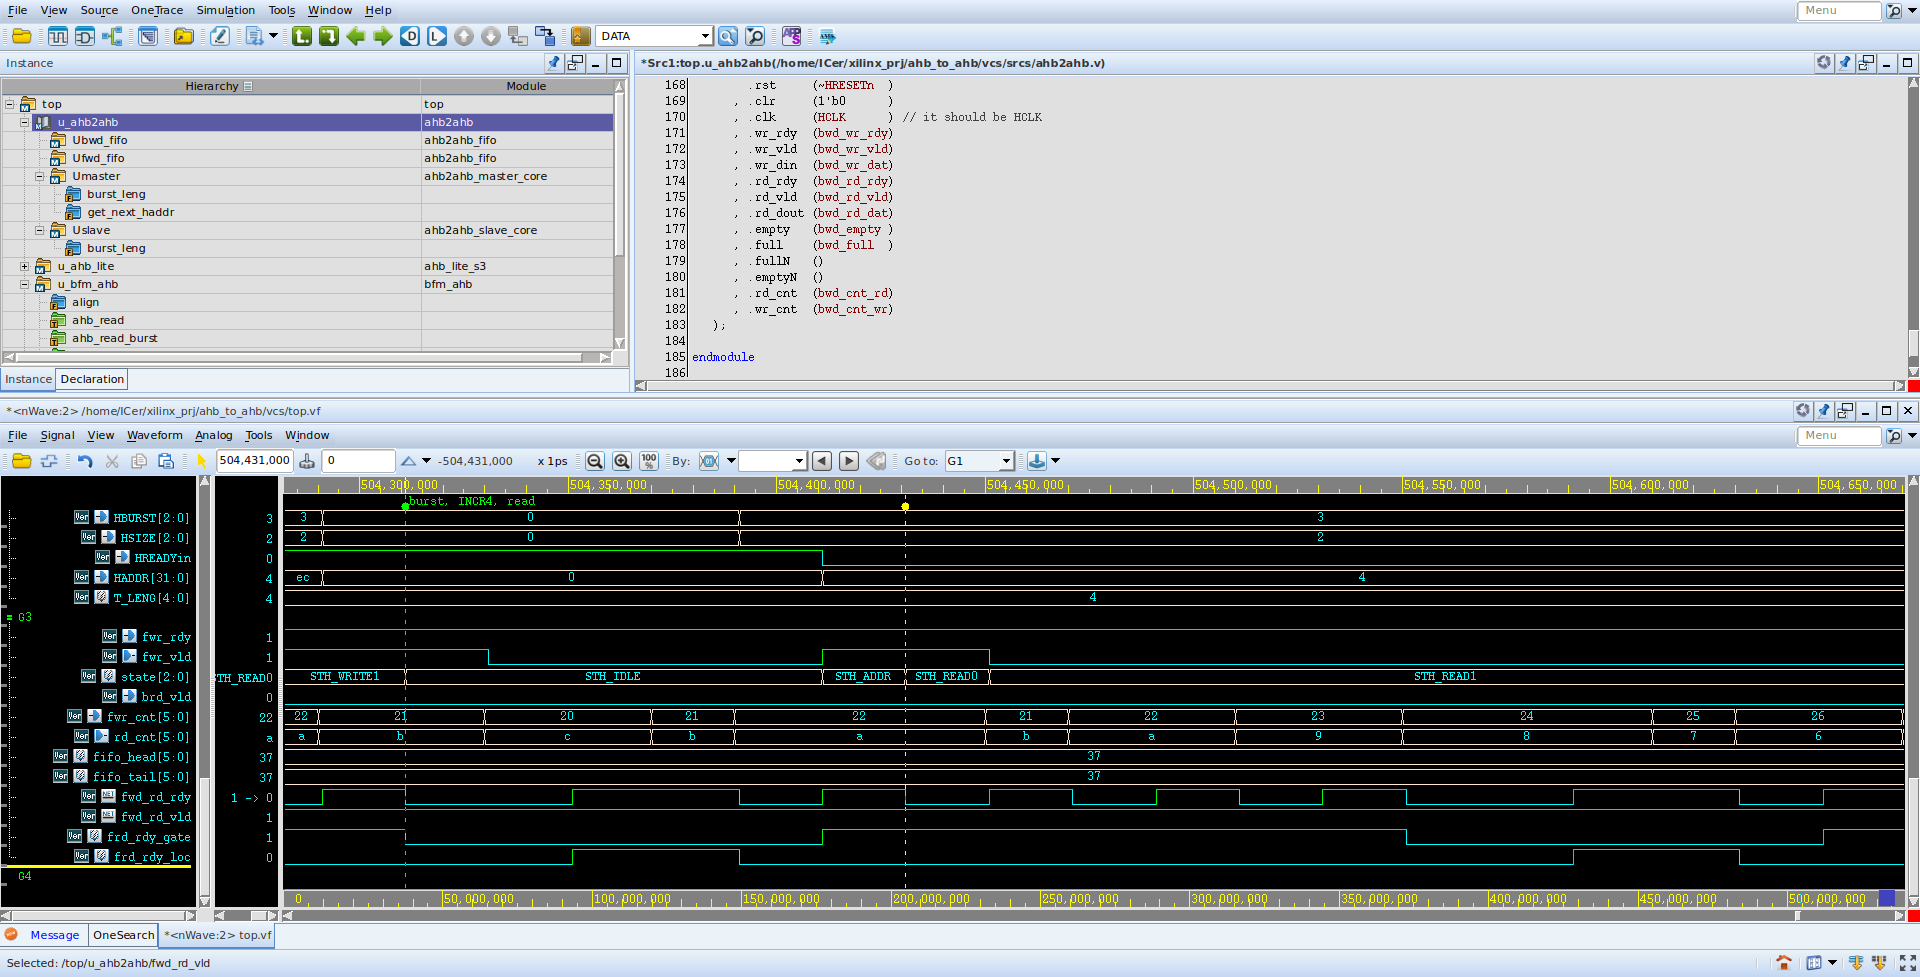 File View Source OneTrace Simulation Tools Window Help Menu
DATA
Instance
Hierarchy Module
top top
u_ahb2ahb ahb2ahb
Ubwd_fifo ahb2ahb_fifo
Ufwd_fifo ahb2ahb_fifo
Umaster ahb2ahb_master_core
burst_leng
get_next_haddr
Uslave ahb2ahb_slave_core
burst_leng
u_ahb_lite ahb_lite_s3
u_bfm_ahb bfm_ahb
align
ahb_read
ahb_read_burst
Instance Declaration
*Src1:top.u_ahb2ahb(/home/ICer/xilinx_prj/ahb_to_ahb/vcs/srcs/ahb2ahb.v)
168 .rst (~HRESETn )
169 , .clr (1'b0 )
170 , .clk (HCLK ) // it should be HCLK
171 , .wr_rdy (bwd_wr_rdy)
172 , .wr_vld (bwd_wr_vld)
173 , .wr_din (bwd_wr_dat)
174 , .rd_rdy (bwd_rd_rdy)
175 , .rd_vld (bwd_rd_vld)
176 , .rd_dout (bwd_rd_dat)
177 , .empty (bwd_empty )
178 , .full (bwd_full )
179 , .fullN ()
180 , .emptyN ()
181 , .rd_cnt (bwd_cnt_rd)
182 , .wr_cnt (bwd_cnt_wr)
183 );
184
185 endmodule
186
*<nWave:2> /home/ICer/xilinx_prj/ahb_to_ahb/vcs/top.vf
File Signal View Waveform Analog Tools Window Menu
504,431,000 0 -504,431,000 x 1ps 100 % By: Go to: G1
504,300,000 504,350,000 504,400,000 504,450,000 504,500,000 504,550,000 504,600,000 504,650,000
burst, INCR4, read
HBURST[2:0] 3 3 0 3
HSIZE[2:0] 2 2 0 2
HREADYin 0
HADDR[31:0] 4 ec 0 4
T_LENG[4:0] 4 4
G3
fwr_rdy 1
fwr_vld 1
state[2:0] STH_READ0 STH_WRITE1 STH_IDLE STH_ADDR STH_READ0 STH_READ1
brd_vld 0
fwr_cnt[5:0] 22 22 21 20 21 22 21 22 23 24 25 26
rd_cnt[5:0] a a b c b a b a 9 8 7 6
fifo_head[5:0] 37 37
fifo_tail[5:0] 37 37
fwd_rd_rdy 1 -> 0
fwd_rd_vld 1
frd_rdy_gate 1
frd_rdy_loc 0
G4
0 50,000,000 100,000,000 150,000,000 200,000,000 250,000,000 300,000,000 350,000,000 400,000,000 450,000,000 500,000,000
Message OneSearch *<nWave:2> top.vf
Selected: /top/u_ahb2ahb/fwd_rd_vld